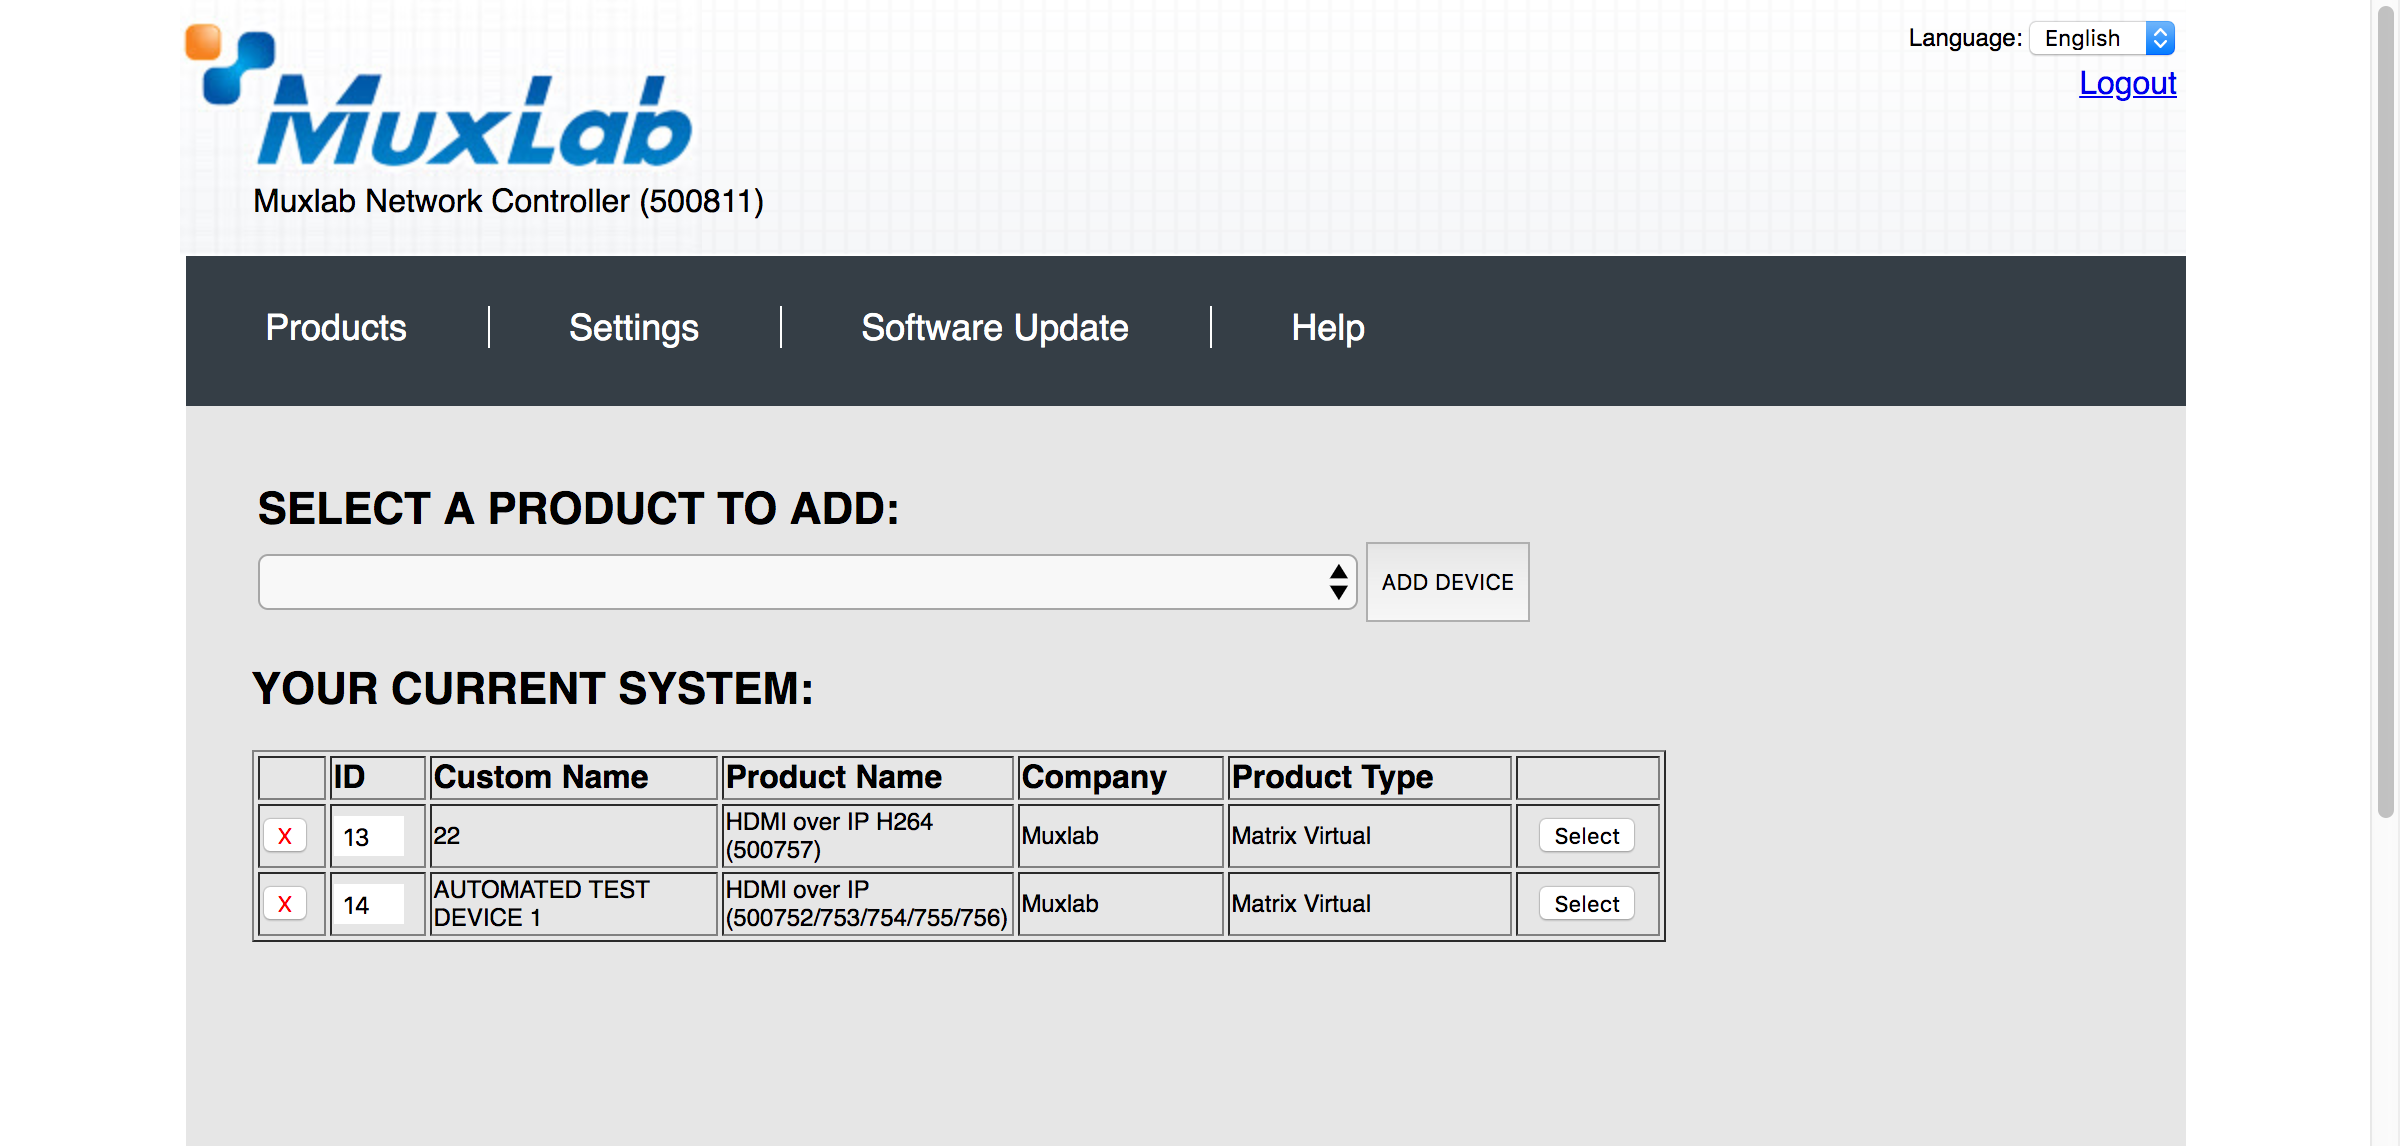 Language: English
Logout
MuxLab
Muxlab Network Controller (500811)
Products
Settings
Software Update
Help
SELECT A PRODUCT TO ADD:
ADD DEVICE
YOUR CURRENT SYSTEM:
ID Custom Name Product Name Company Product Type
X 13 22 HDMI over IP H264 (500757) Muxlab Matrix Virtual Select
X 14 AUTOMATED TEST DEVICE 1 HDMI over IP (500752/753/754/755/756) Muxlab Matrix Virtual Select